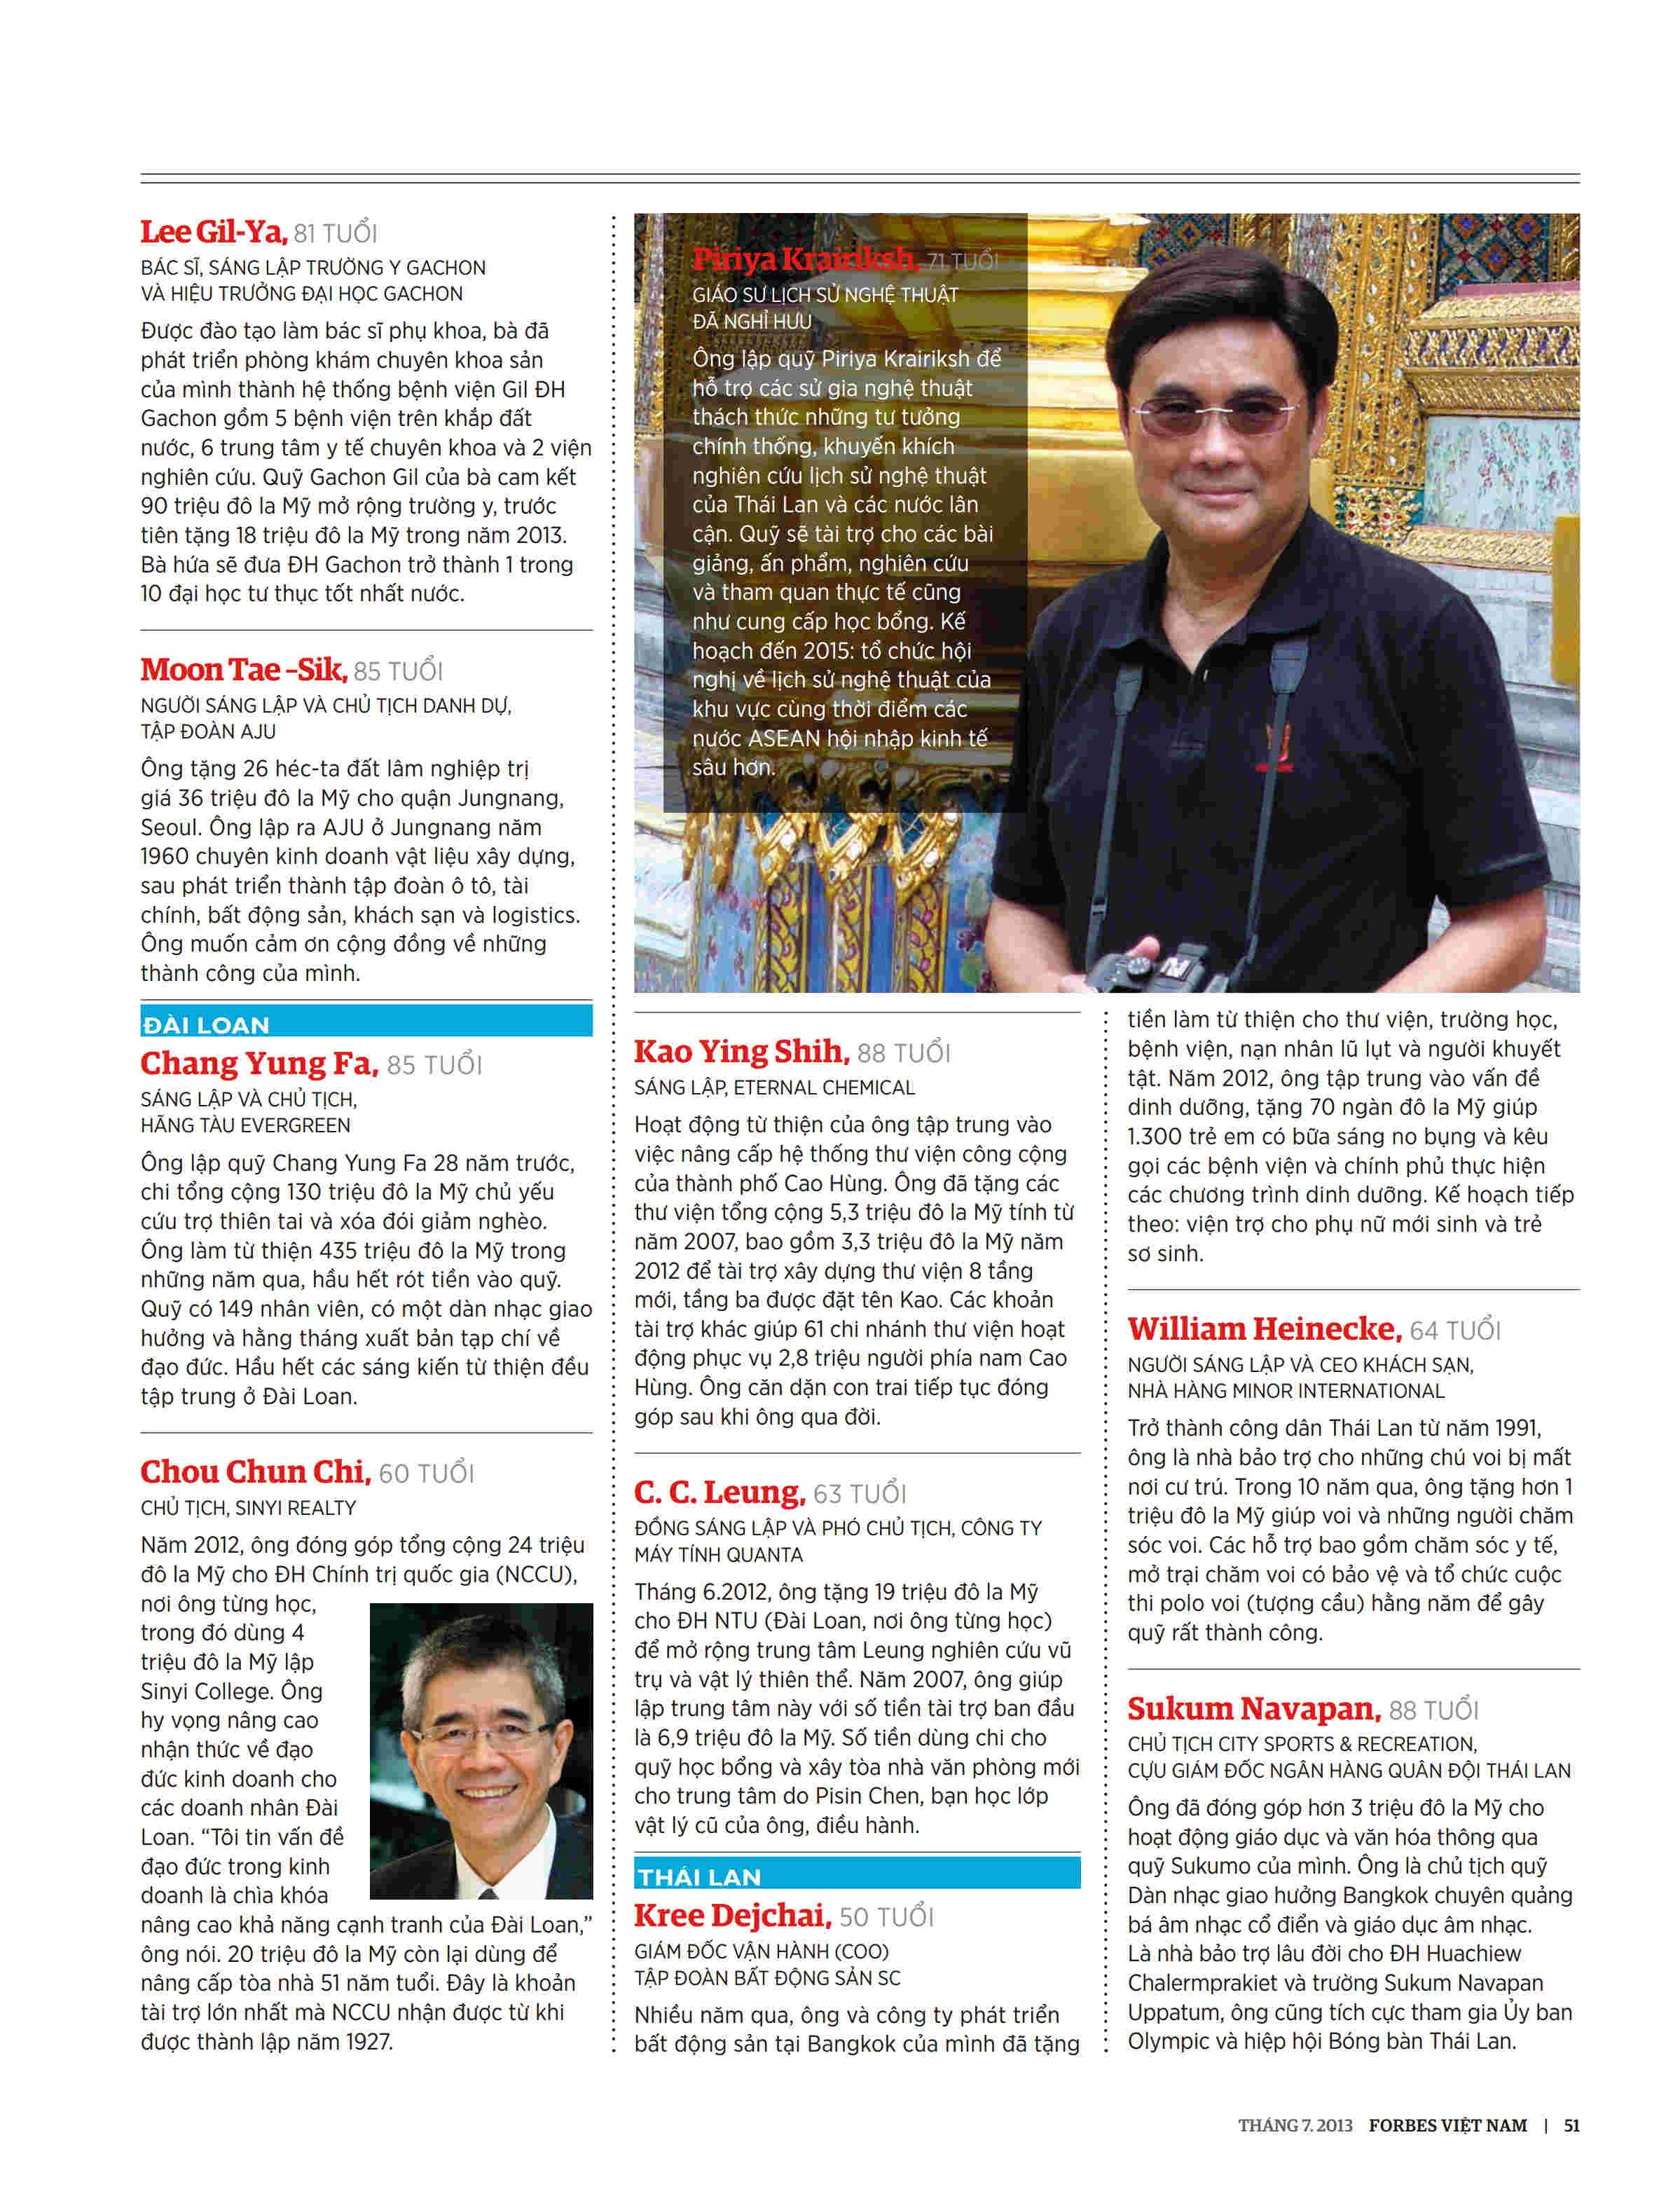 Lee Gil-Ya, 81 TUỔI
BÁC SĨ, SÁNG LẬP TRƯỜNG Y GACHON
VÀ HIỆU TRƯỞNG ĐẠI HỌC GACHON
Được đào tạo làm bác sĩ phụ khoa, bà đã
phát triển phòng khám chuyên khoa sản
của mình thành hệ thống bệnh viện Gil ĐH
Gachon gồm 5 bệnh viện trên khắp đất
nước, 6 trung tâm y tế chuyên khoa và 2 viện
nghiên cứu. Quỹ Gachon Gil của bà cam kết
90 triệu đô la Mỹ mở rộng trường y, trước
tiên tặng 18 triệu đô la Mỹ trong năm 2013.
Bà hứa sẽ đưa ĐH Gachon trở thành 1 trong
10 đại học tư thục tốt nhất nước.
Moon Tae –Sik, 85 TUỔI
NGƯỜI SÁNG LẬP VÀ CHỦ TỊCH DANH DỰ,
TẬP ĐOÀN AJU
Ông tặng 26 héc-ta đất lâm nghiệp trị
giá 36 triệu đô la Mỹ cho quận Jungnang,
Seoul. Ông lập ra AJU ở Jungnang năm
1960 chuyên kinh doanh vật liệu xây dựng,
sau phát triển thành tập đoàn ô tô, tài
chính, bất động sản, khách sạn và logistics.
Ông muốn cảm ơn cộng đồng về những
thành công của mình.
ĐÀI LOAN
Chang Yung Fa, 85 TUỔI
SÁNG LẬP VÀ CHỦ TỊCH,
HÃNG TÀU EVERGREEN
Ông lập quỹ Chang Yung Fa 28 năm trước,
chi tổng cộng 130 triệu đô la Mỹ chủ yếu
cứu trợ thiên tai và xóa đói giảm nghèo.
Ông làm từ thiện 435 triệu đô la Mỹ trong
những năm qua, hầu hết rót tiền vào quỹ.
Quỹ có 149 nhân viên, có một dàn nhạc giao
hưởng và hằng tháng xuất bản tạp chí về
đạo đức. Hầu hết các sáng kiến từ thiện đều
tập trung ở Đài Loan.
Chou Chun Chi, 60 TUỔI
CHỦ TỊCH, SINYI REALTY
Năm 2012, ông đóng góp tổng cộng 24 triệu
đô la Mỹ cho ĐH Chính trị quốc gia (NCCU),
nơi ông từng học,
trong đó dùng 4
triệu đô la Mỹ lập
Sinyi College. Ông
hy vọng nâng cao
nhận thức về đạo
đức kinh doanh cho
các doanh nhân Đài
Loan. “Tôi tin vấn đề
đạo đức trong kinh
doanh là chìa khóa
nâng cao khả năng cạnh tranh của Đài Loan,”
ông nói. 20 triệu đô la Mỹ còn lại dùng để
nâng cấp tòa nhà 51 năm tuổi. Đây là khoản
tài trợ lớn nhất mà NCCU nhận được từ khi
được thành lập năm 1927.
Piriya Krairiksh, 71 TUỔI
GIÁO SƯ LỊCH SỬ NGHỆ THUẬT
ĐÃ NGHỈ HƯU
Ông lập quỹ Piriya Krairiksh để
hỗ trợ các sử gia nghệ thuật
thách thức những tư tưởng
chính thống, khuyến khích
nghiên cứu lịch sử nghệ thuật
của Thái Lan và các nước lân
cận. Quỹ sẽ tài trợ cho các bài
giảng, ấn phẩm, nghiên cứu
và tham quan thực tế cũng
như cung cấp học bổng. Kế
hoạch đến 2015: tổ chức hội
nghị về lịch sử nghệ thuật của
khu vực cùng thời điểm các
nước ASEAN hội nhập kinh tế
sâu hơn.
Kao Ying Shih, 88 TUỔI
SÁNG LẬP, ETERNAL CHEMICAL
Hoạt động từ thiện của ông tập trung vào
việc nâng cấp hệ thống thư viện công cộng
của thành phố Cao Hùng. Ông đã tặng các
thư viện tổng cộng 5,3 triệu đô la Mỹ tính từ
năm 2007, bao gồm 3,3 triệu đô la Mỹ năm
2012 để tài trợ xây dựng thư viện 8 tầng
mới, tầng ba được đặt tên Kao. Các khoản
tài trợ khác giúp 61 chi nhánh thư viện hoạt
động phục vụ 2,8 triệu người phía nam Cao
Hùng. Ông căn dặn con trai tiếp tục đóng
góp sau khi ông qua đời.
C. C. Leung, 63 TUỔI
ĐỒNG SÁNG LẬP VÀ PHÓ CHỦ TỊCH, CÔNG TY
MÁY TÍNH QUANTA
Tháng 6.2012, ông tặng 19 triệu đô la Mỹ
cho ĐH NTU (Đài Loan, nơi ông từng học)
để mở rộng trung tâm Leung nghiên cứu vũ
trụ và vật lý thiên thể. Năm 2007, ông giúp
lập trung tâm này với số tiền tài trợ ban đầu
là 6,9 triệu đô la Mỹ. Số tiền dùng chi cho
quỹ học bổng và xây tòa nhà văn phòng mới
cho trung tâm do Pisin Chen, bạn học lớp
vật lý cũ của ông, điều hành.
THÁI LAN
Kree Dejchai, 50 TUỔI
GIÁM ĐỐC VẬN HÀNH (COO)
TẬP ĐOÀN BẤT ĐỘNG SẢN SC
Nhiều năm qua, ông và công ty phát triển
bất động sản tại Bangkok của mình đã tặng
tiền làm từ thiện cho thư viện, trường học,
bệnh viện, nạn nhân lũ lụt và người khuyết
tật. Năm 2012, ông tập trung vào vấn đề
dinh dưỡng, tặng 70 ngàn đô la Mỹ giúp
1.300 trẻ em có bữa sáng no bụng và kêu
gọi các bệnh viện và chính phủ thực hiện
các chương trình dinh dưỡng. Kế hoạch tiếp
theo: viện trợ cho phụ nữ mới sinh và trẻ
sơ sinh.
William Heinecke, 64 TUỔI
NGƯỜI SÁNG LẬP VÀ CEO KHÁCH SẠN,
NHÀ HÀNG MINOR INTERNATIONAL
Trở thành công dân Thái Lan từ năm 1991,
ông là nhà bảo trợ cho những chú voi bị mất
nơi cư trú. Trong 10 năm qua, ông tặng hơn 1
triệu đô la Mỹ giúp voi và những người chăm
sóc voi. Các hỗ trợ bao gồm chăm sóc y tế,
mở trại chăm voi có bảo vệ và tổ chức cuộc
thi polo voi (tượng cầu) hằng năm để gây
quỹ rất thành công.
Sukum Navapan, 88 TUỔI
CHỦ TỊCH CITY SPORTS & RECREATION,
CỰU GIÁM ĐỐC NGÂN HÀNG QUÂN ĐỘI THÁI LAN
Ông đã đóng góp hơn 3 triệu đô la Mỹ cho
hoạt động giáo dục và văn hóa thông qua
quỹ Sukumo của mình. Ông là chủ tịch quỹ
Dàn nhạc giao hưởng Bangkok chuyên quảng
bá âm nhạc cổ điển và giáo dục âm nhạc.
Là nhà bảo trợ lâu đời cho ĐH Huachiew
Chalermprakiet và trường Sukum Navapan
Uppatum, ông cũng tích cực tham gia Ủy ban
Olympic và hiệp hội Bóng bàn Thái Lan.
THÁNG 7. 2013 FORBES VIỆT NAM | 51